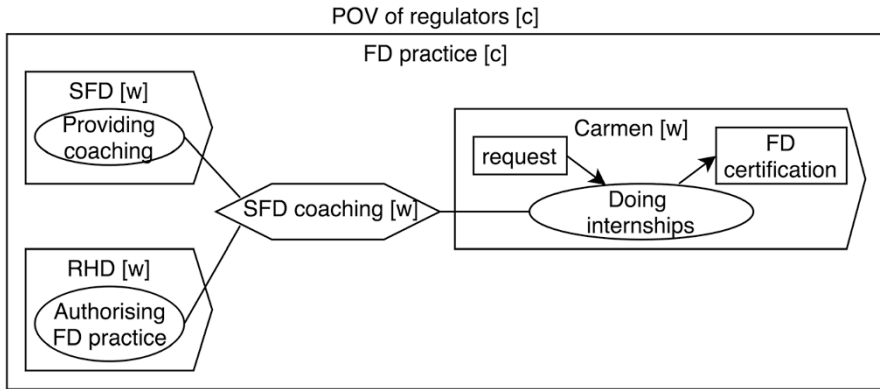 POV of regulators [c]
FD practice [c]
SFD [w]
Providing
coaching
Carmen [w]
request
FD
certification
SFD coaching [w]
Doing
internships
RHD [w]
Authorising
FD practice